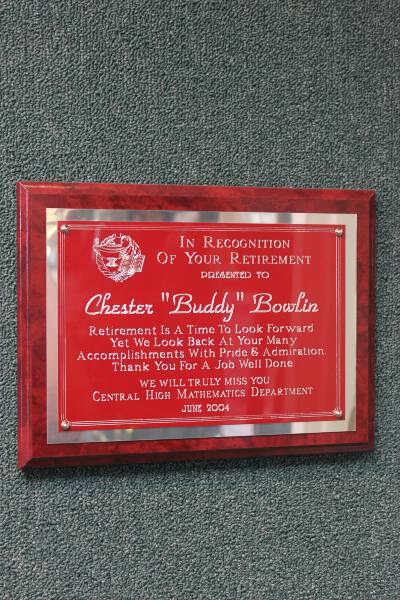 In Recognition
Of Your Retirement
PRESENTED TO
Chester "Buddy" Bowlin
Retirement Is A Time To Look Forward
Yet We Look Back At Your Many
Accomplishments With Pride & Admiration
Thank You For A Job Well Done
WE WILL TRULY MISS YOU
Central High Mathematics Department
JUNE 2004